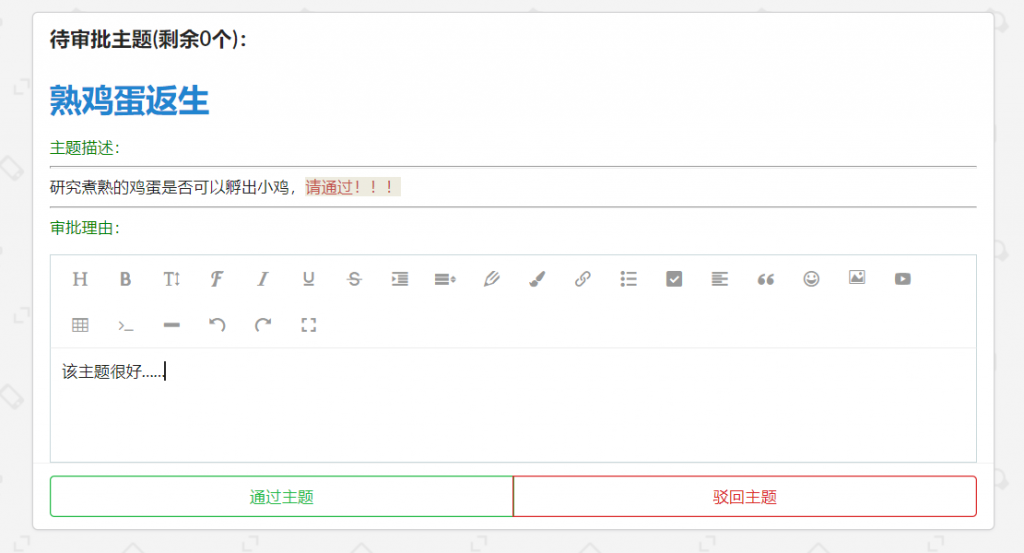 待审批主题(剩余0个)：
熟鸡蛋返生
主题描述：
研究煮熟的鸡蛋是否可以孵出小鸡，请通过！！！
审批理由：
该主题很好......
通过主题
驳回主题